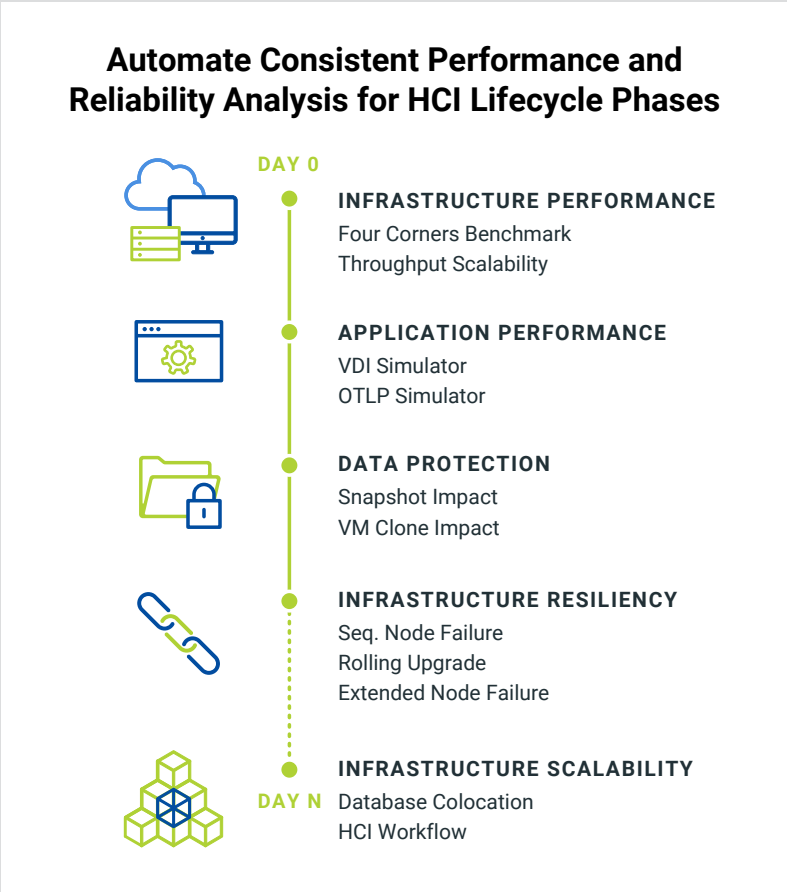 Automate Consistent Performance and
Reliability Analysis for HCI Lifecycle Phases
DAY 0
INFRASTRUCTURE PERFORMANCE
Four Corners Benchmark
Throughput Scalability
APPLICATION PERFORMANCE
VDI Simulator
OTLP Simulator
DATA PROTECTION
Snapshot Impact
VM Clone Impact
INFRASTRUCTURE RESILIENCY
Seq. Node Failure
Rolling Upgrade
Extended Node Failure
INFRASTRUCTURE SCALABILITY
DAY N
Database Colocation
HCI Workflow